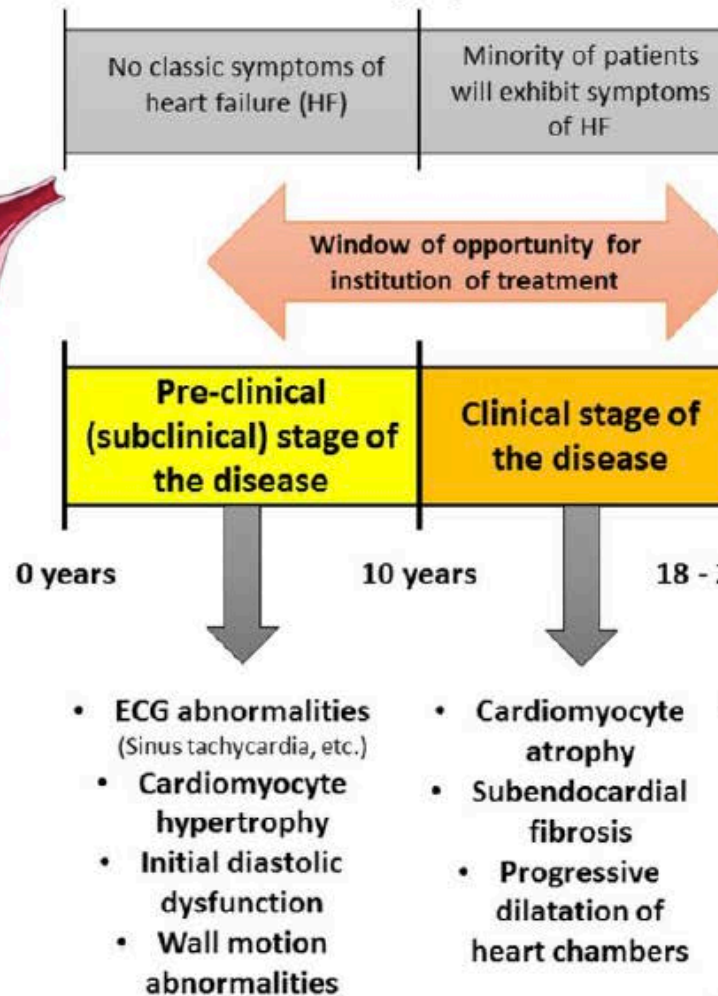 No classic symptoms of
heart failure (HF)
Minority of patients
will exhibit symptoms
of HF
Window of opportunity for
institution of treatment
Pre-clinical
(subclinical) stage of
the disease
Clinical stage of
the disease
0 years
10 years
18 -
• ECG abnormalities
(Sinus tachycardia, etc.)
• Cardiomyocyte
hypertrophy
• Initial diastolic
dysfunction
• Wall motion
abnormalities
• Cardiomyocyte
atrophy
• Subendocardial
fibrosis
• Progressive
dilatation of
heart chambers